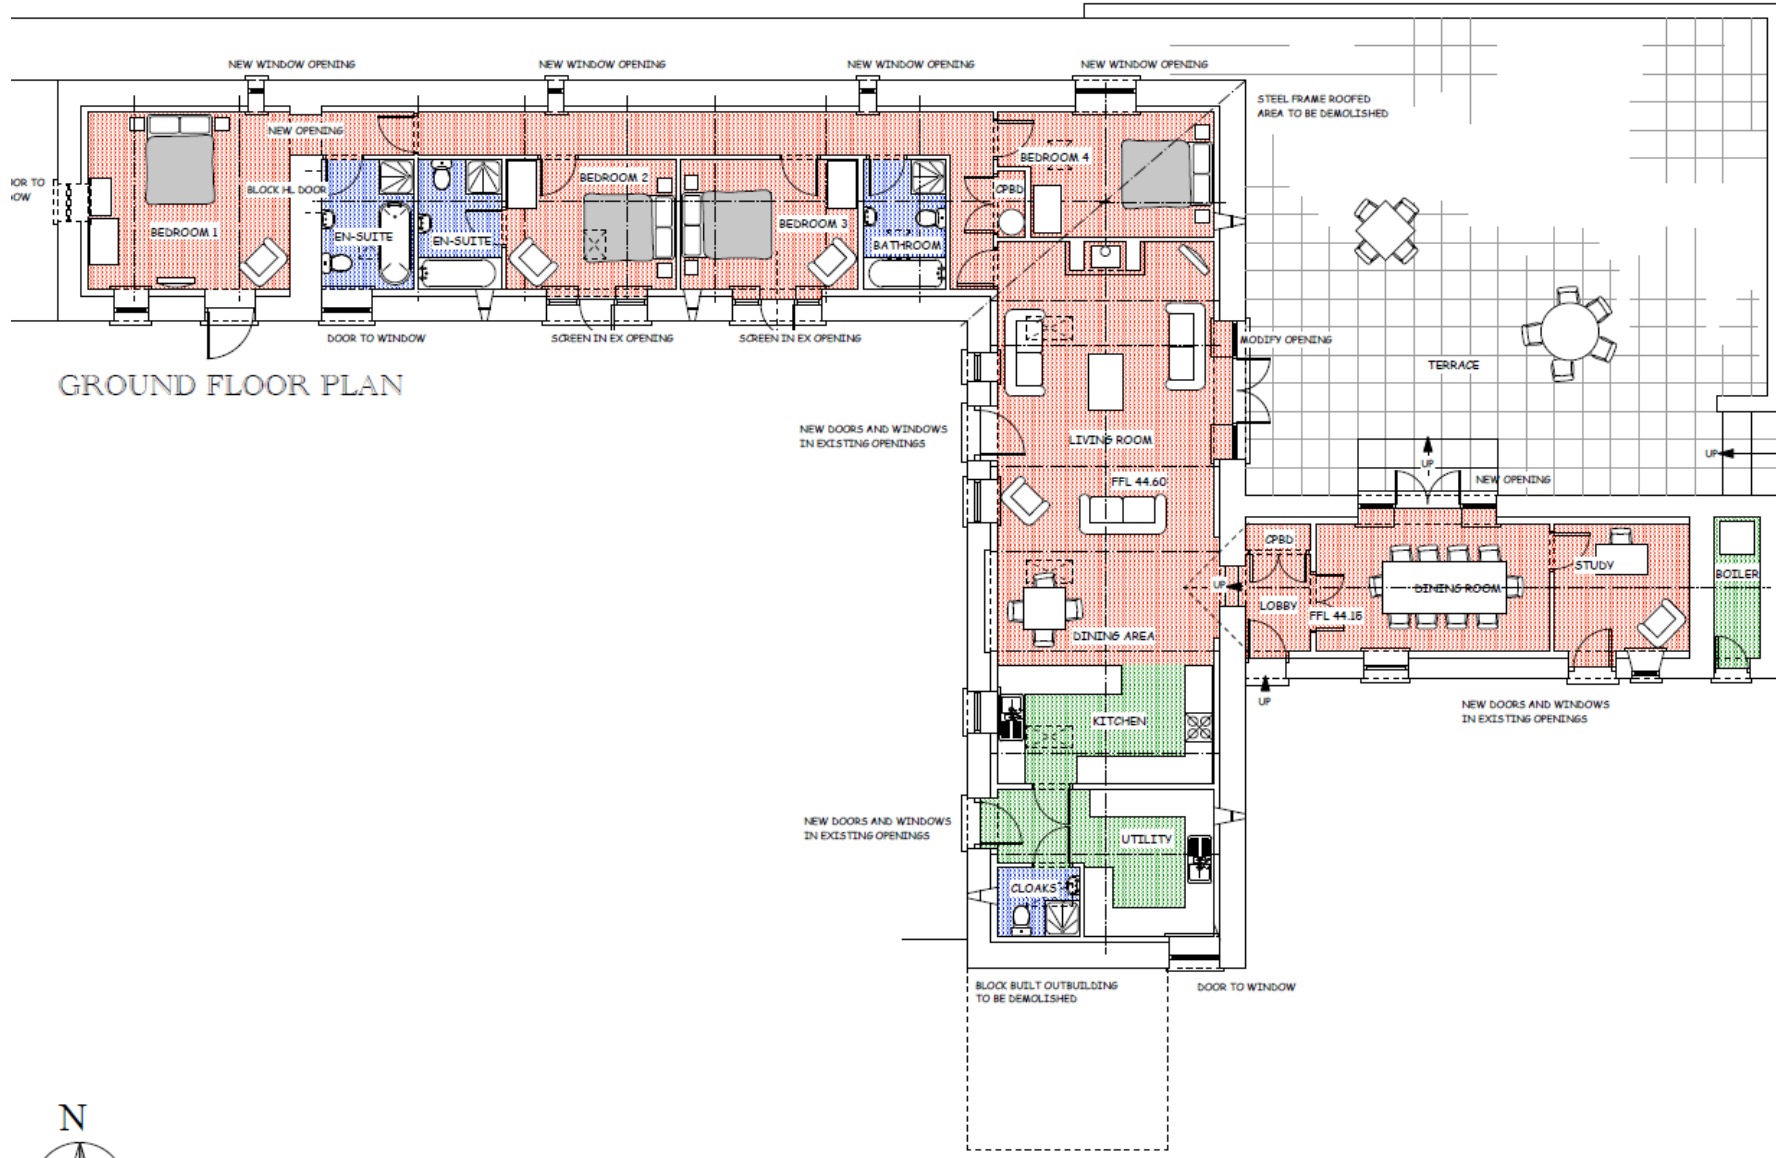 NEW WINDOW OPENING
NEW WINDOW OPENING
NEW WINDOW OPENING
NEW WINDOW OPENING
STEEL FRAME ROOFED
AREA TO BE DEMOLISHED
NEW OPENING
BEDROOM 4
BEDROOM 2
CPBD
BLOCK HL DOOR
OOR TO
OW
BEDROOM 1
EN-SUITE
EN-SUITE
BEDROOM 3
BATHROOM
DOOR TO WINDOW
SCREEN IN EX OPENING
SCREEN IN EX OPENING
MODIFY OPENING
TERRACE
GROUND FLOOR PLAN
NEW DOORS AND WINDOWS
IN EXISTING OPENINGS
LIVING ROOM
UP
UP
FFL 44.60
NEW OPENING
CPBD
STUDY
BOILER
UP
DINING ROOM
LOBBY
FFL 44.15
DINING AREA
UP
NEW DOORS AND WINDOWS
IN EXISTING OPENINGS
KITCHEN
NEW DOORS AND WINDOWS
IN EXISTING OPENINGS
UTILITY
CLOAKS
BLOCK BUILT OUTBUILDING
TO BE DEMOLISHED
DOOR TO WINDOW
N